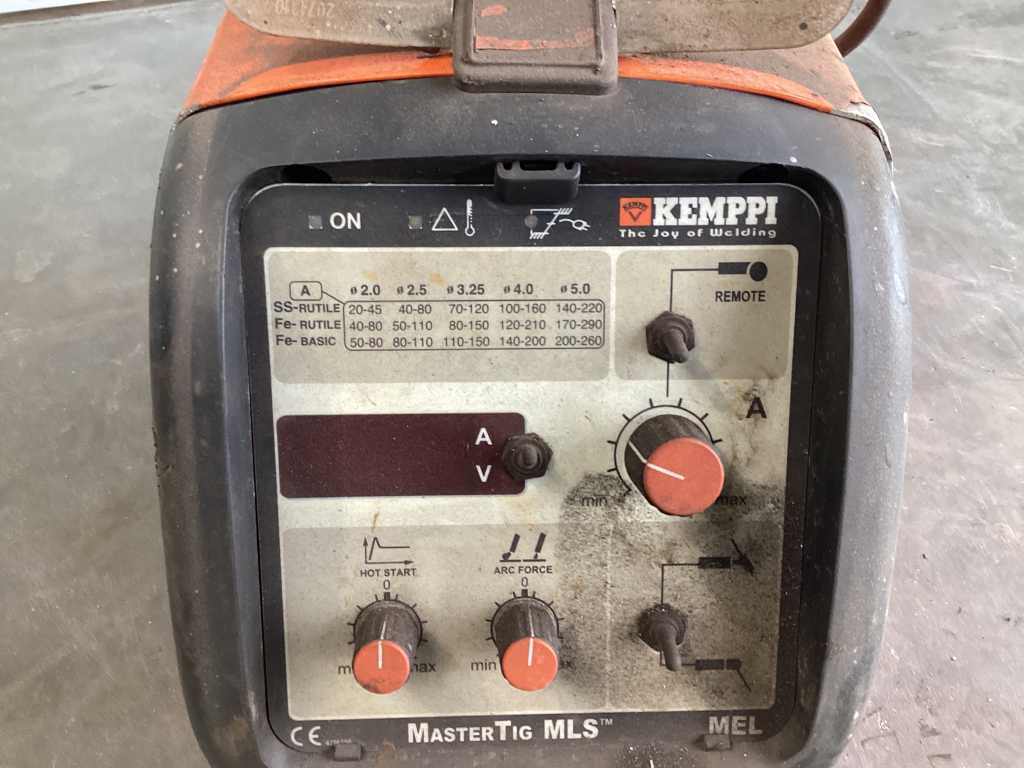 ON
KEMPPI
KEMPPI
The Joy of Welding
A ø 2.0 ø 2.5 ø 3.25 ø 4.0 ø 5.0
SS-RUTILE 20-45 40-80 70-120 100-160 140-220
Fe-RUTILE 40-80 50-110 80-150 120-210 170-290
Fe-BASIC 50-80 80-110 110-150 140-200 200-260
REMOTE
A
A
V
min max
HOT START
0
max
ARC FORCE
0
min max
CE
MASTERTIG MLS™
MEL